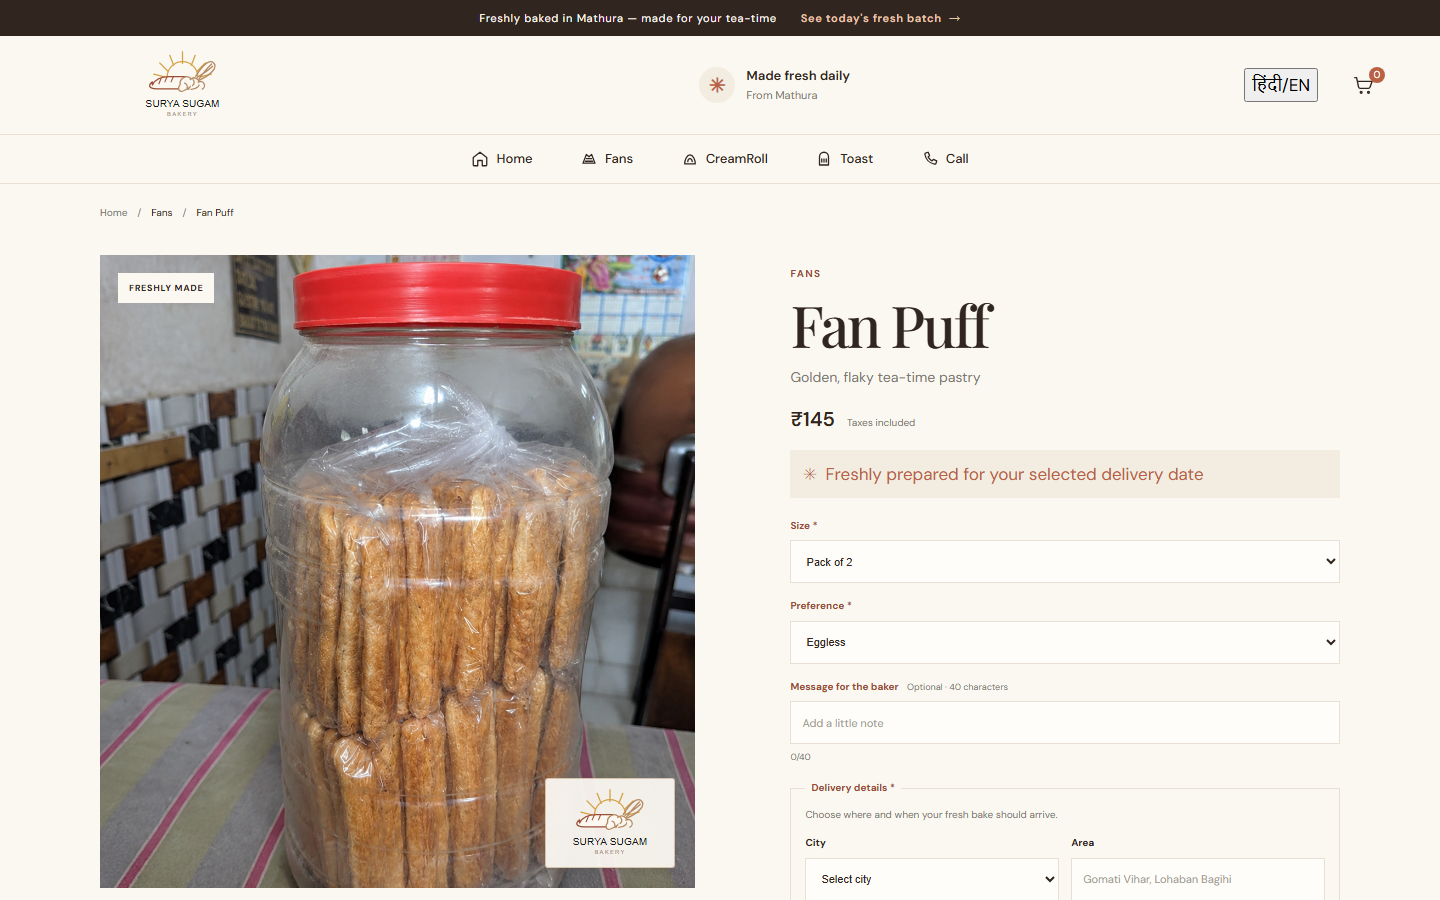 Freshly baked in Mathura — made for your tea-time See today's fresh batch →
SURYA SUGAM
BAKERY
Made fresh daily
From Mathura
हिंदी/EN
0
Home
Fans
CreamRoll
Toast
Call
Home / Fans / Fan Puff
FRESHLY MADE
SURYA SUGAM
BAKERY
FANS
Fan Puff
Golden, flaky tea-time pastry
₹145 Taxes included
Freshly prepared for your selected delivery date
Size *
Pack of 2
Preference *
Eggless
Message for the baker Optional · 40 characters
Add a little note
0/40
Delivery details *
Choose where and when your fresh bake should arrive.
City
Area
Select city
Gomati Vihar, Lohaban Bagihi